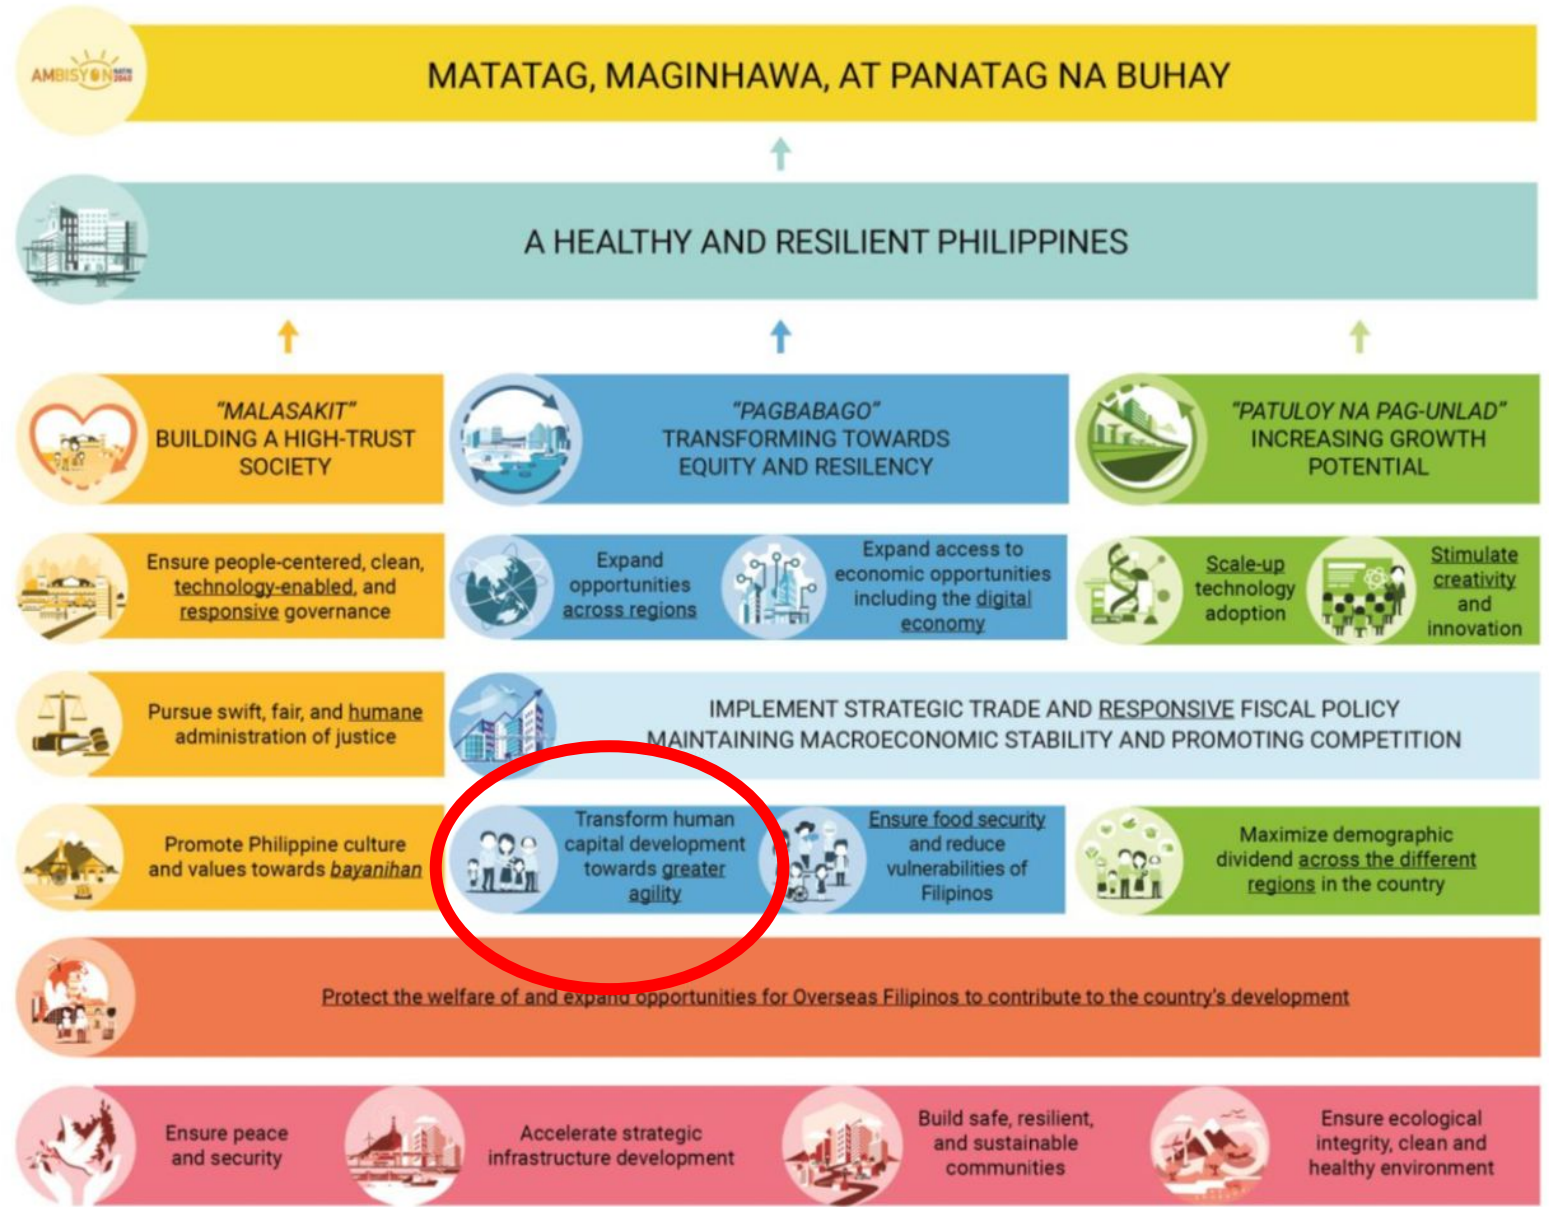 AMBISYON NATIN 2040
MATATAG, MAGINHAWA, AT PANATAG NA BUHAY
A HEALTHY AND RESILIENT PHILIPPINES
"MALASAKIT"
BUILDING A HIGH-TRUST
SOCIETY
"PAGBABAGO"
TRANSFORMING TOWARDS
EQUITY AND RESILENCY
"PATULOY NA PAG-UNLAD"
INCREASING GROWTH
POTENTIAL
Ensure people-centered, clean,
technology-enabled, and
responsive governance
Expand
opportunities
across regions
Expand access to
economic opportunities
including the digital
economy
Scale-up
technology
adoption
Stimulate
creativity
and
innovation
Pursue swift, fair, and humane
administration of justice
IMPLEMENT STRATEGIC TRADE AND RESPONSIVE FISCAL POLICY
MAINTAINING MACROECONOMIC STABILITY AND PROMOTING COMPETITION
Promote Philippine culture
and values towards bayanihan
Transform human
capital development
towards greater
agility
Ensure food security
and reduce
vulnerabilities of
Filipinos
Maximize demographic
dividend across the different
regions in the country
Protect the welfare of and expand opportunities for Overseas Filipinos to contribute to the country's development
Ensure peace
and security
Accelerate strategic
infrastructure development
Build safe, resilient,
and sustainable
communities
Ensure ecological
integrity, clean and
healthy environment